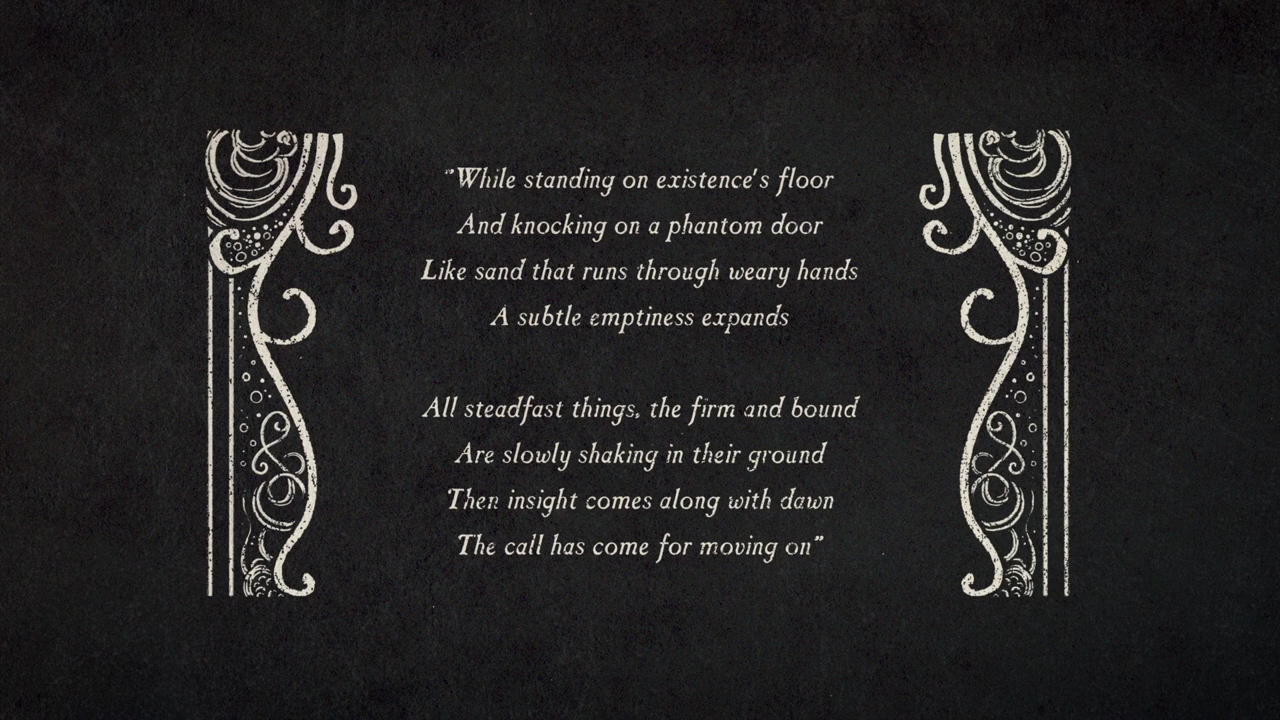 "While standing on existence's floor
And knocking on a phantom door
Like sand that runs through weary hands
A subtle emptiness expands
All steadfast things, the firm and bound
Are slowly shaking in their ground
Then insight comes along with dawn
The call has come for moving on"